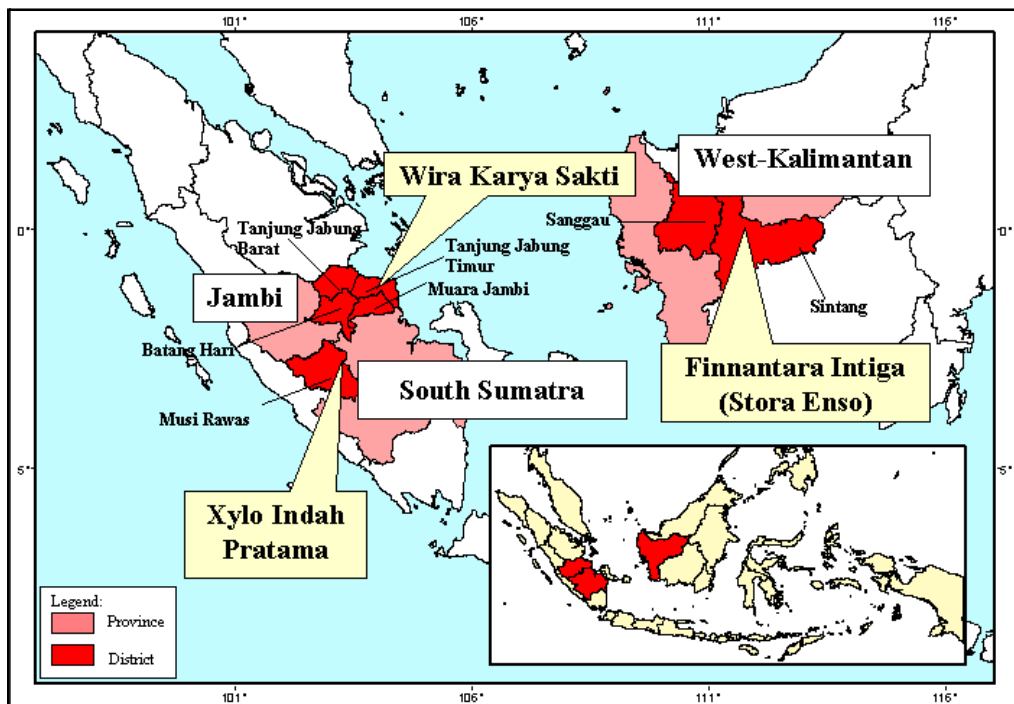 101°
106°
111°
116°
West-Kalimantan
Wira Karya Sakti
Sanggau
0°
0°
Tanjung Jabung
Barat
Tanjung Jabung
Timur
Muara Jambi
Jambi
Sintang
Batang Hari
Finnantara Intiga
(Stora Enso)
South Sumatra
Musi Rawas
5°
5°
Xylo Indah
Pratama
Legend:
Province
District
101°
106°
111°
116°